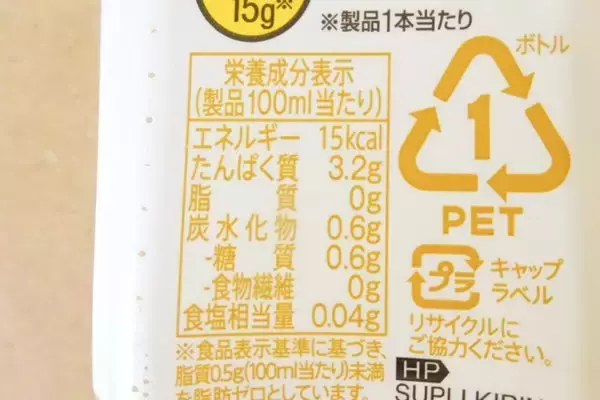 15g※
※製品1本当たり
栄養成分表示
(製品100ml当たり)
エネルギー 15kcal
たんぱく質 3.2g
脂質 0g
炭水化物 0.6g
-糖質 0.6g
-食物繊維 0g
食塩相当量 0.04g
※食品表示基準に基づき、
脂質0.5g(100ml当たり)未満
を脂肪ゼロとしています。
ボトル
1
PET
プラ
キャップ
ラベル
リサイクルに
ご協力ください。
HP
SUPLI KIRIN